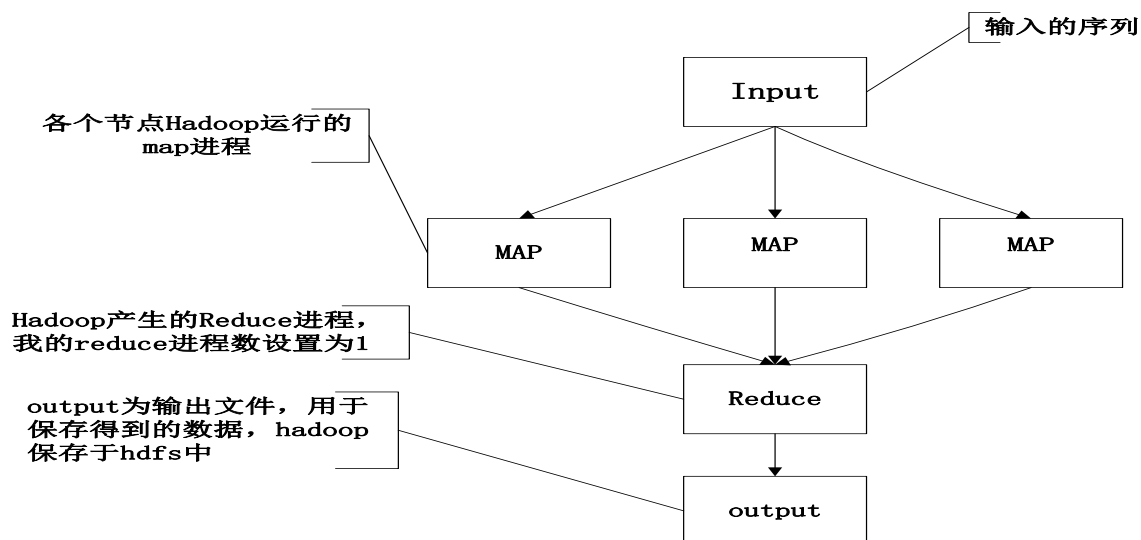 输入的序列
Input
各个节点Hadoop运行的
map进程
MAP
MAP
MAP
Hadoop产生的Reduce进程，
我的reduce进程数设置为1
Reduce
output为输出文件，用于
保存得到的数据，hadoop
保存于hdfs中
output